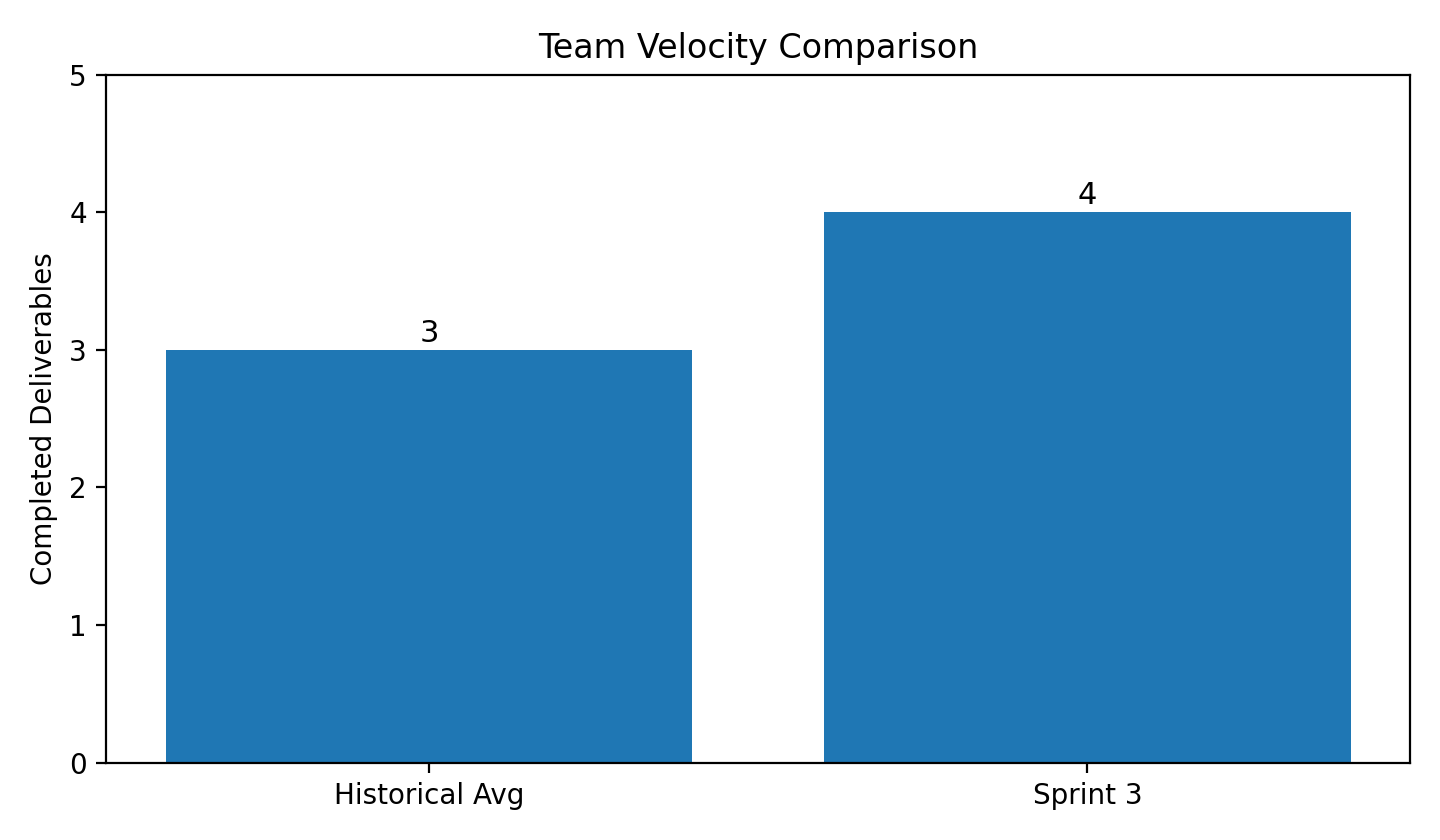 Team Velocity Comparison
Completed Deliverables
5
4
3
2
1
0
3
4
Historical Avg
Sprint 3